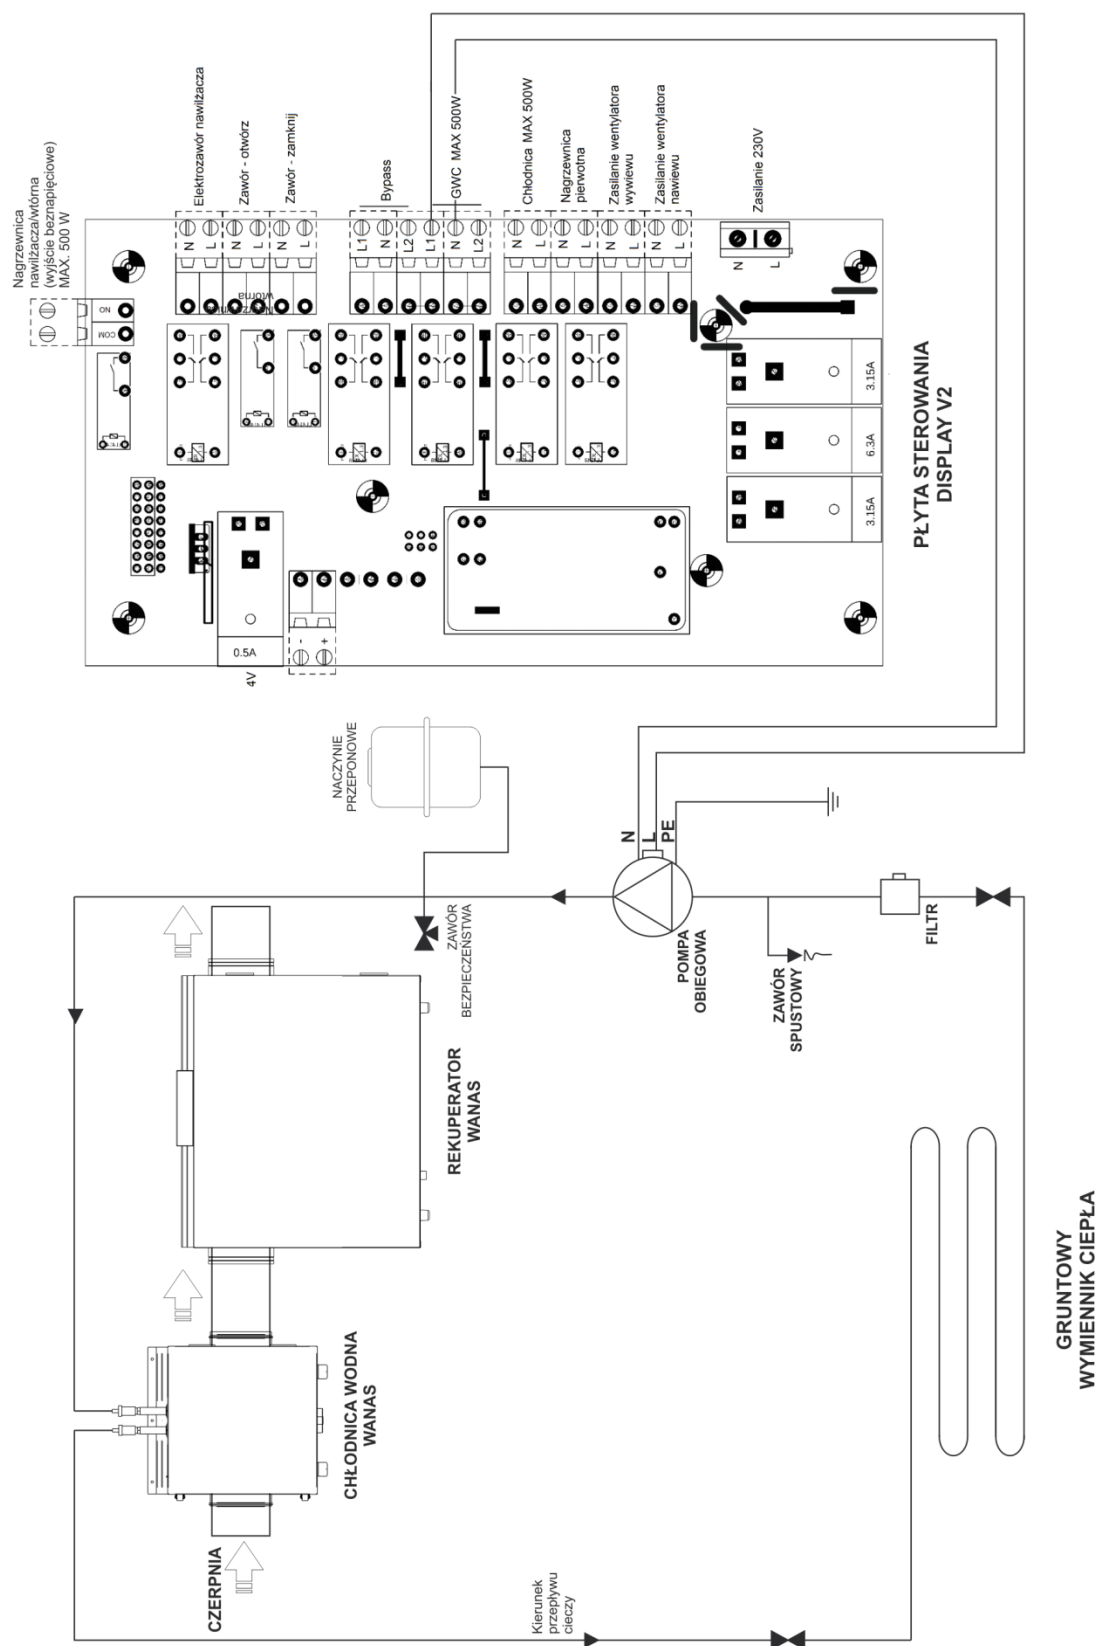 Nagrzewnica
nawilżacza/wtórna
(wyjście beznapięciowe)
MAX. 500 W
NO
COM
Elektrozawór nawilżacza
N
L
Zawór - otwórz
N
L
Zawór - zamknij
N
L
Nagrzewnica
wtórna
Bypass
L1
N
L2
GWC MAX 500W
L1
N
L2
Chłodnica MAX 500W
N
L
Nagrzewnica
pierwotna
N
L
Zasilanie wentylatora
wywiewu
N
L
Zasilanie wentylatora
nawiewu
N
L
Zasilanie 230V
N
L
3.15A
6.3A
3.15A
0.5A
4V
-
+
PŁYTA STEROWANIA
DISPLAY V2
NACZYNIE
PRZEPONOWE
ZAWÓR
BEZPIECZEŃSTWA
N
L
PE
POMPA
OBIEGOWA
ZAWÓR
SPUSTOWY
FILTR
REKUPERATOR
WANAS
CHŁODNICA WODNA
WANAS
CZERPNIA
Kierunek
przepływu
cieczy
GRUNTOWY
WYMIENNIK CIEPŁA